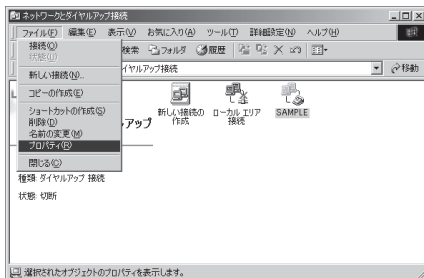 ネットワークとダイヤルアップ接続
ファイル(F) 編集(E) 表示(V) お気に入り(A) ツール(T) 詳細設定(N) ヘルプ(H)
接続(O)
状態(U)
検索 フォルダ 履歴
新しい接続(N)...
イヤルアップ接続
移動
コピーの作成(E)
ショートカットの作成(S)
削除(D)
名前の変更(M)
プロパティ(R)
閉じる(C)
アップ
新しい接続の作成
ローカル エリア接続
SAMPLE
種類: ダイヤルアップ 接続
状態: 切断
選択されたオブジェクトのプロパティを表示します。